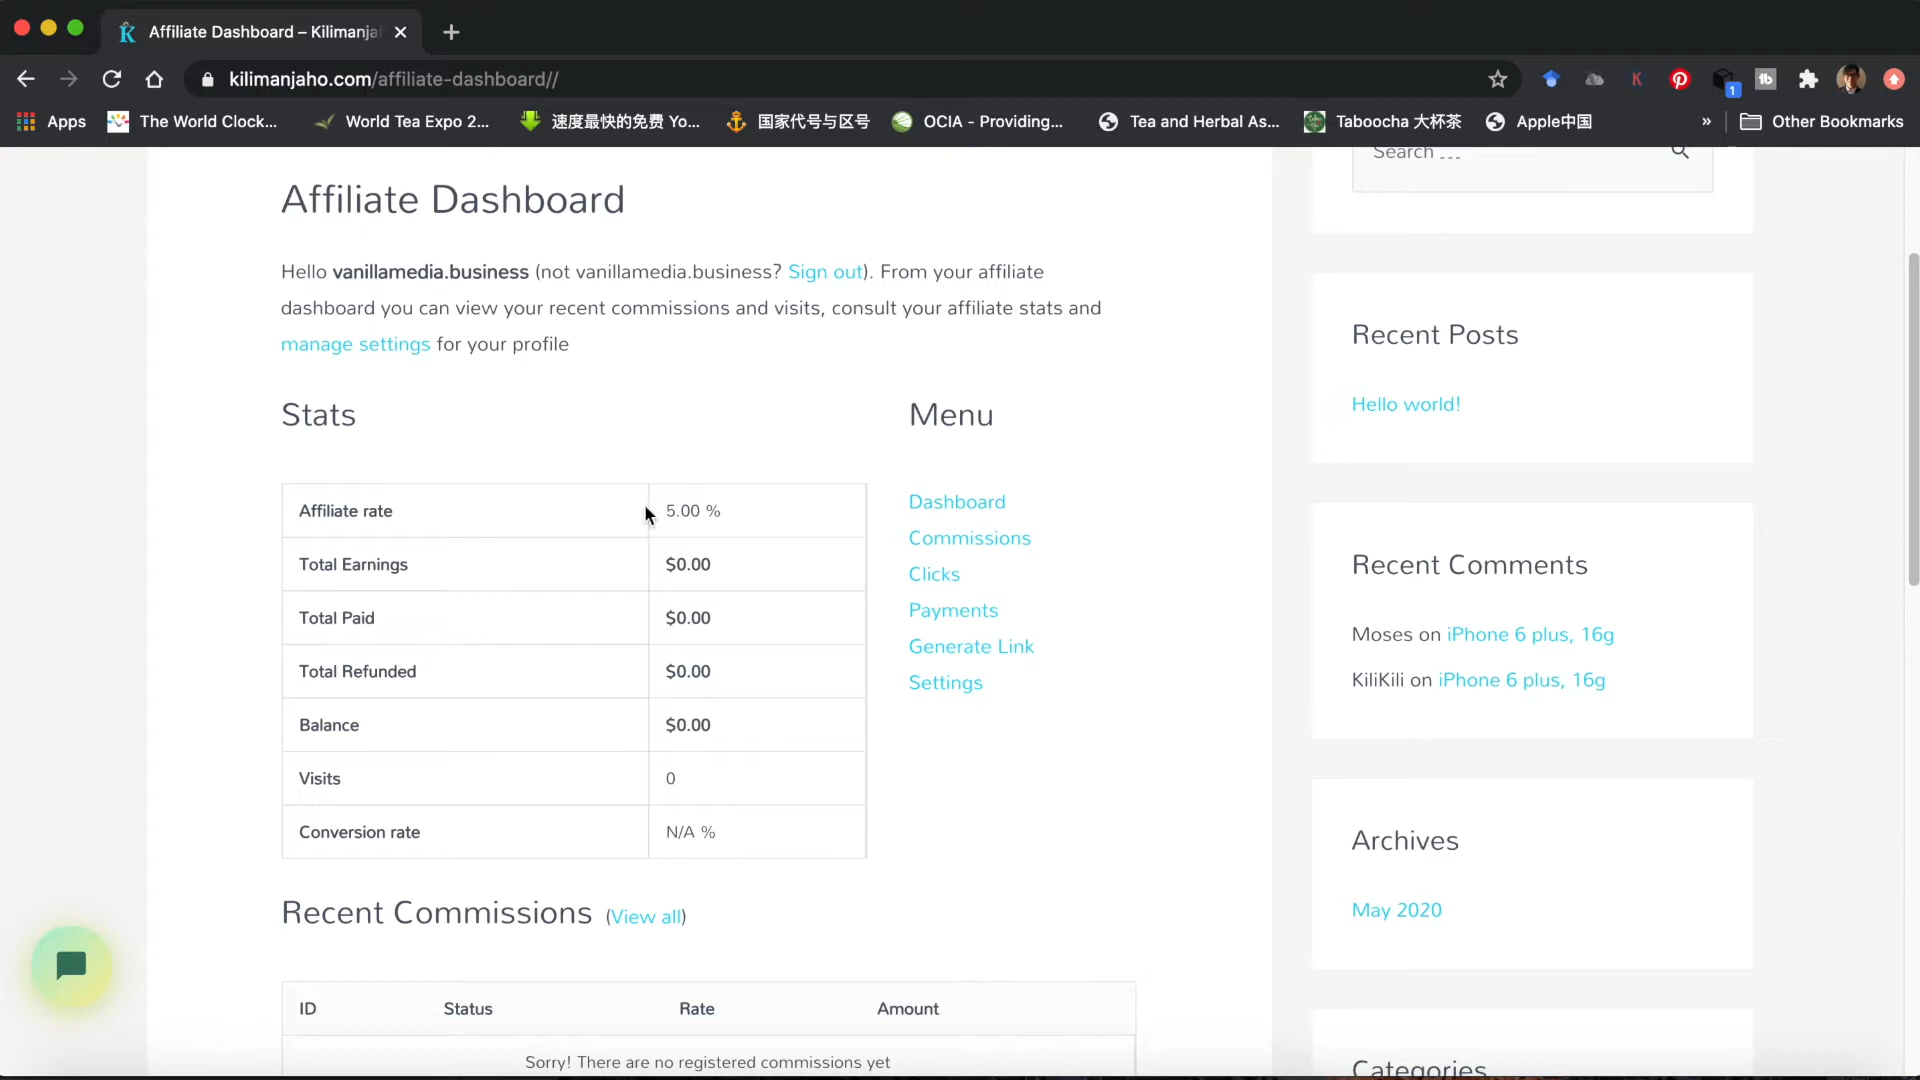 Affiliate Dashboard – Kilimanja
kilimanjaho.com/affiliate-dashboard//
1
Apps
The World Clock...
World Tea Expo 2...
速度最快的免费 Yo...
国家代号与区号
OCIA - Providing...
Tea and Herbal As...
Taboocha 大杯茶
Apple中国
»
Other Bookmarks
Search ...
Affiliate Dashboard
Hello vanillamedia.business (not vanillamedia.business? Sign out). From your affiliate
dashboard you can view your recent commissions and visits, consult your affiliate stats and
manage settings for your profile
Stats
Affiliate rate 5.00 %
Total Earnings $0.00
Total Paid $0.00
Total Refunded $0.00
Balance $0.00
Visits 0
Conversion rate N/A %
Menu
Dashboard
Commissions
Clicks
Payments
Generate Link
Settings
Recent Commissions (View all)
ID Status Rate Amount
Sorry! There are no registered commissions yet
Recent Posts
Hello world!
Recent Comments
Moses on iPhone 6 plus, 16g
KiliKili on iPhone 6 plus, 16g
Archives
May 2020
Categories